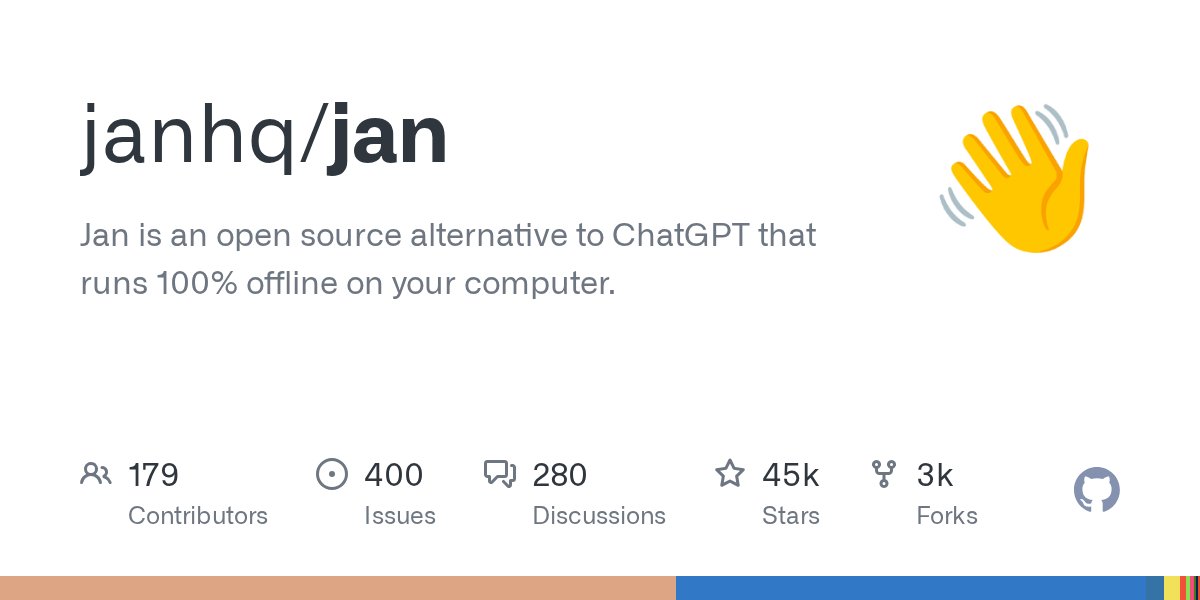 janhq/jan
Jan is an open source alternative to ChatGPT that
runs 100% offline on your computer.
179 400 280 45k 3k
Contributors Issues Discussions Stars Forks